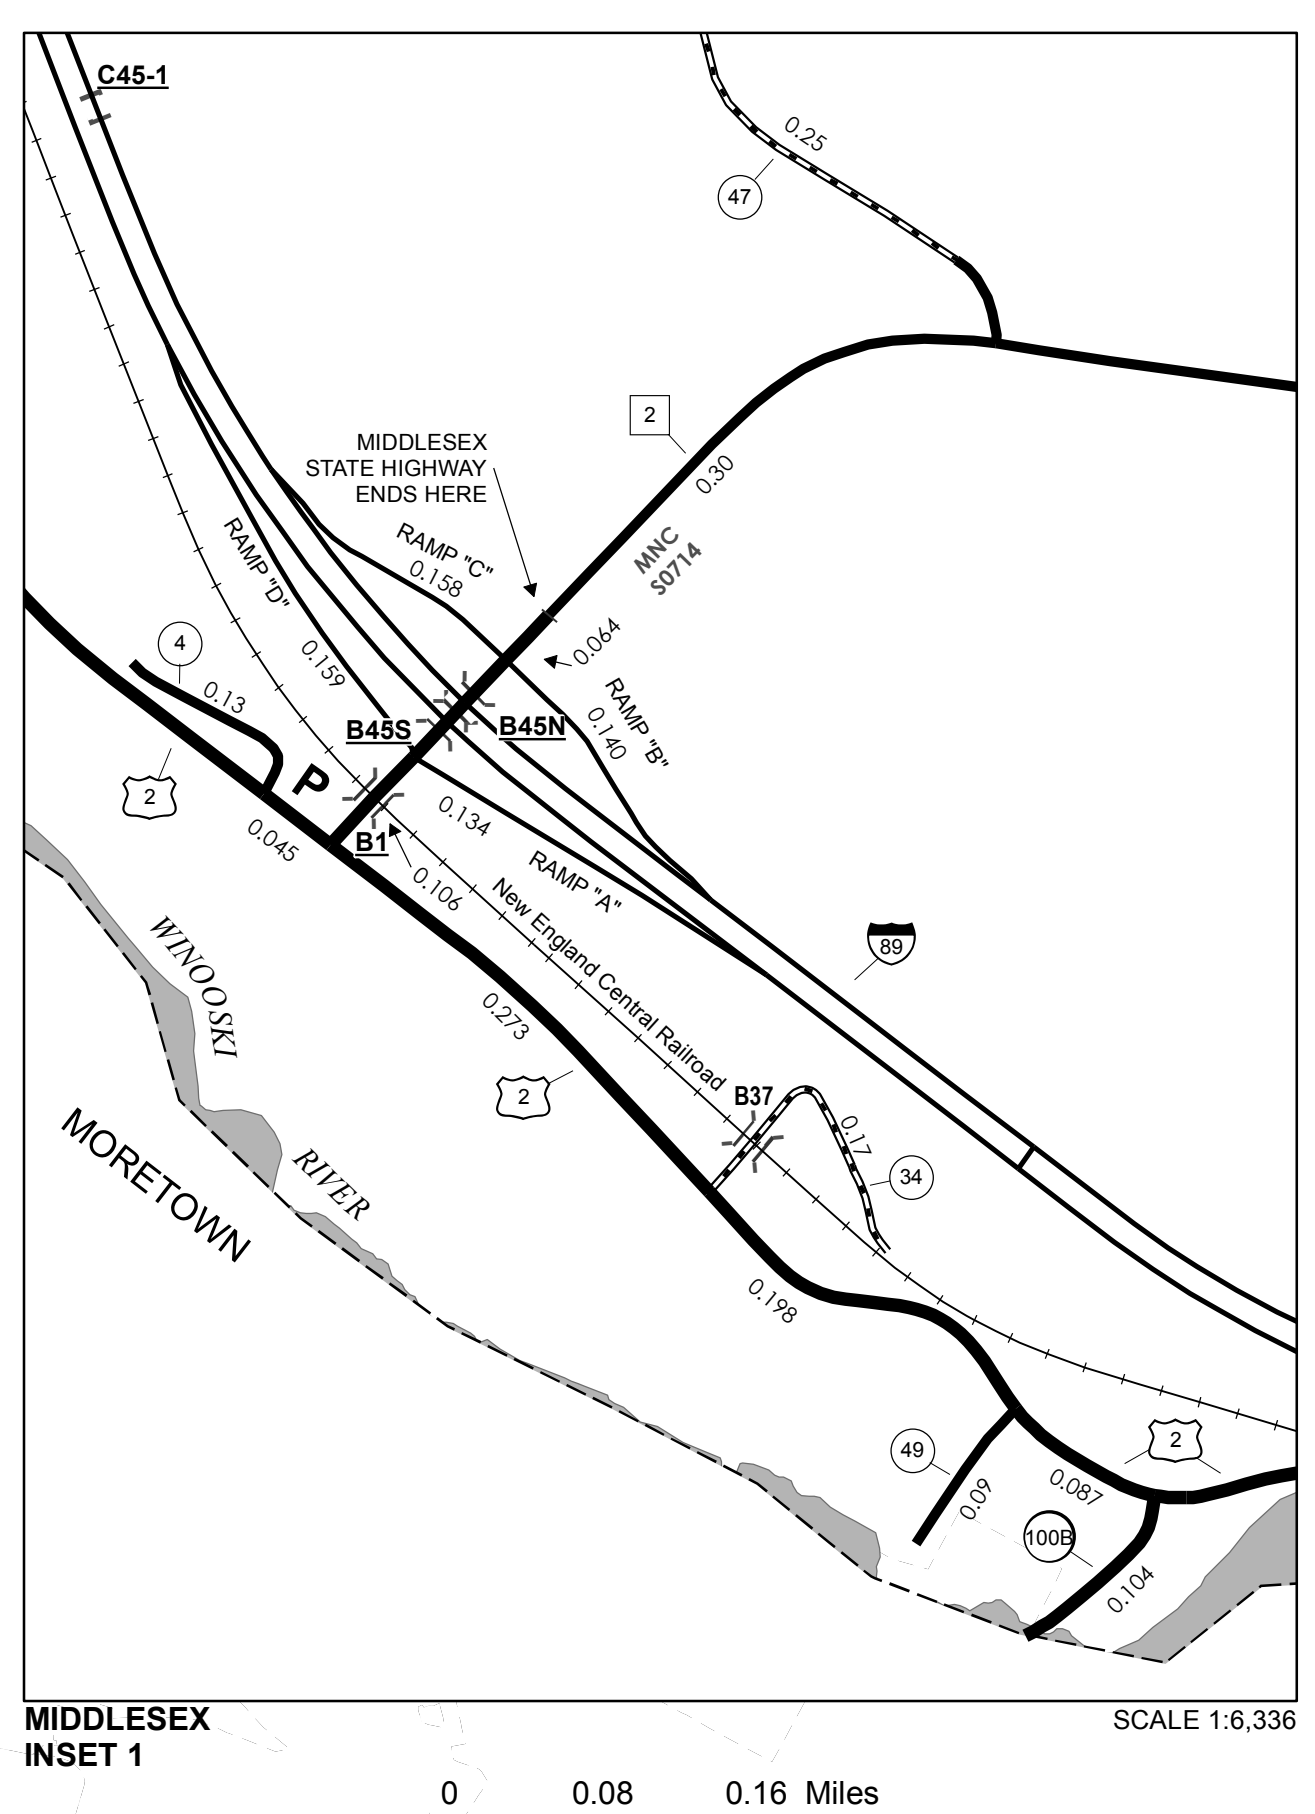 C45-1
0.25
47
2
MIDDLESEX
STATE HIGHWAY
ENDS HERE
0.30
MNC
S0714
RAMP "C"
0.158
RAMP "D"
0.159
0.064
RAMP "B"
0.140
4
0.13
B45S
B45N
P
2
0.045
B1
0.134
RAMP "A"
0.106
New England Central Railroad
89
WINOOSKI
RIVER
MORETOWN
0.273
2
B37
0.17
34
0.198
49
0.09
0.087
2
100B
0.104
MIDDLESEX
INSET 1
SCALE 1:6,336
0 0.08 0.16 Miles